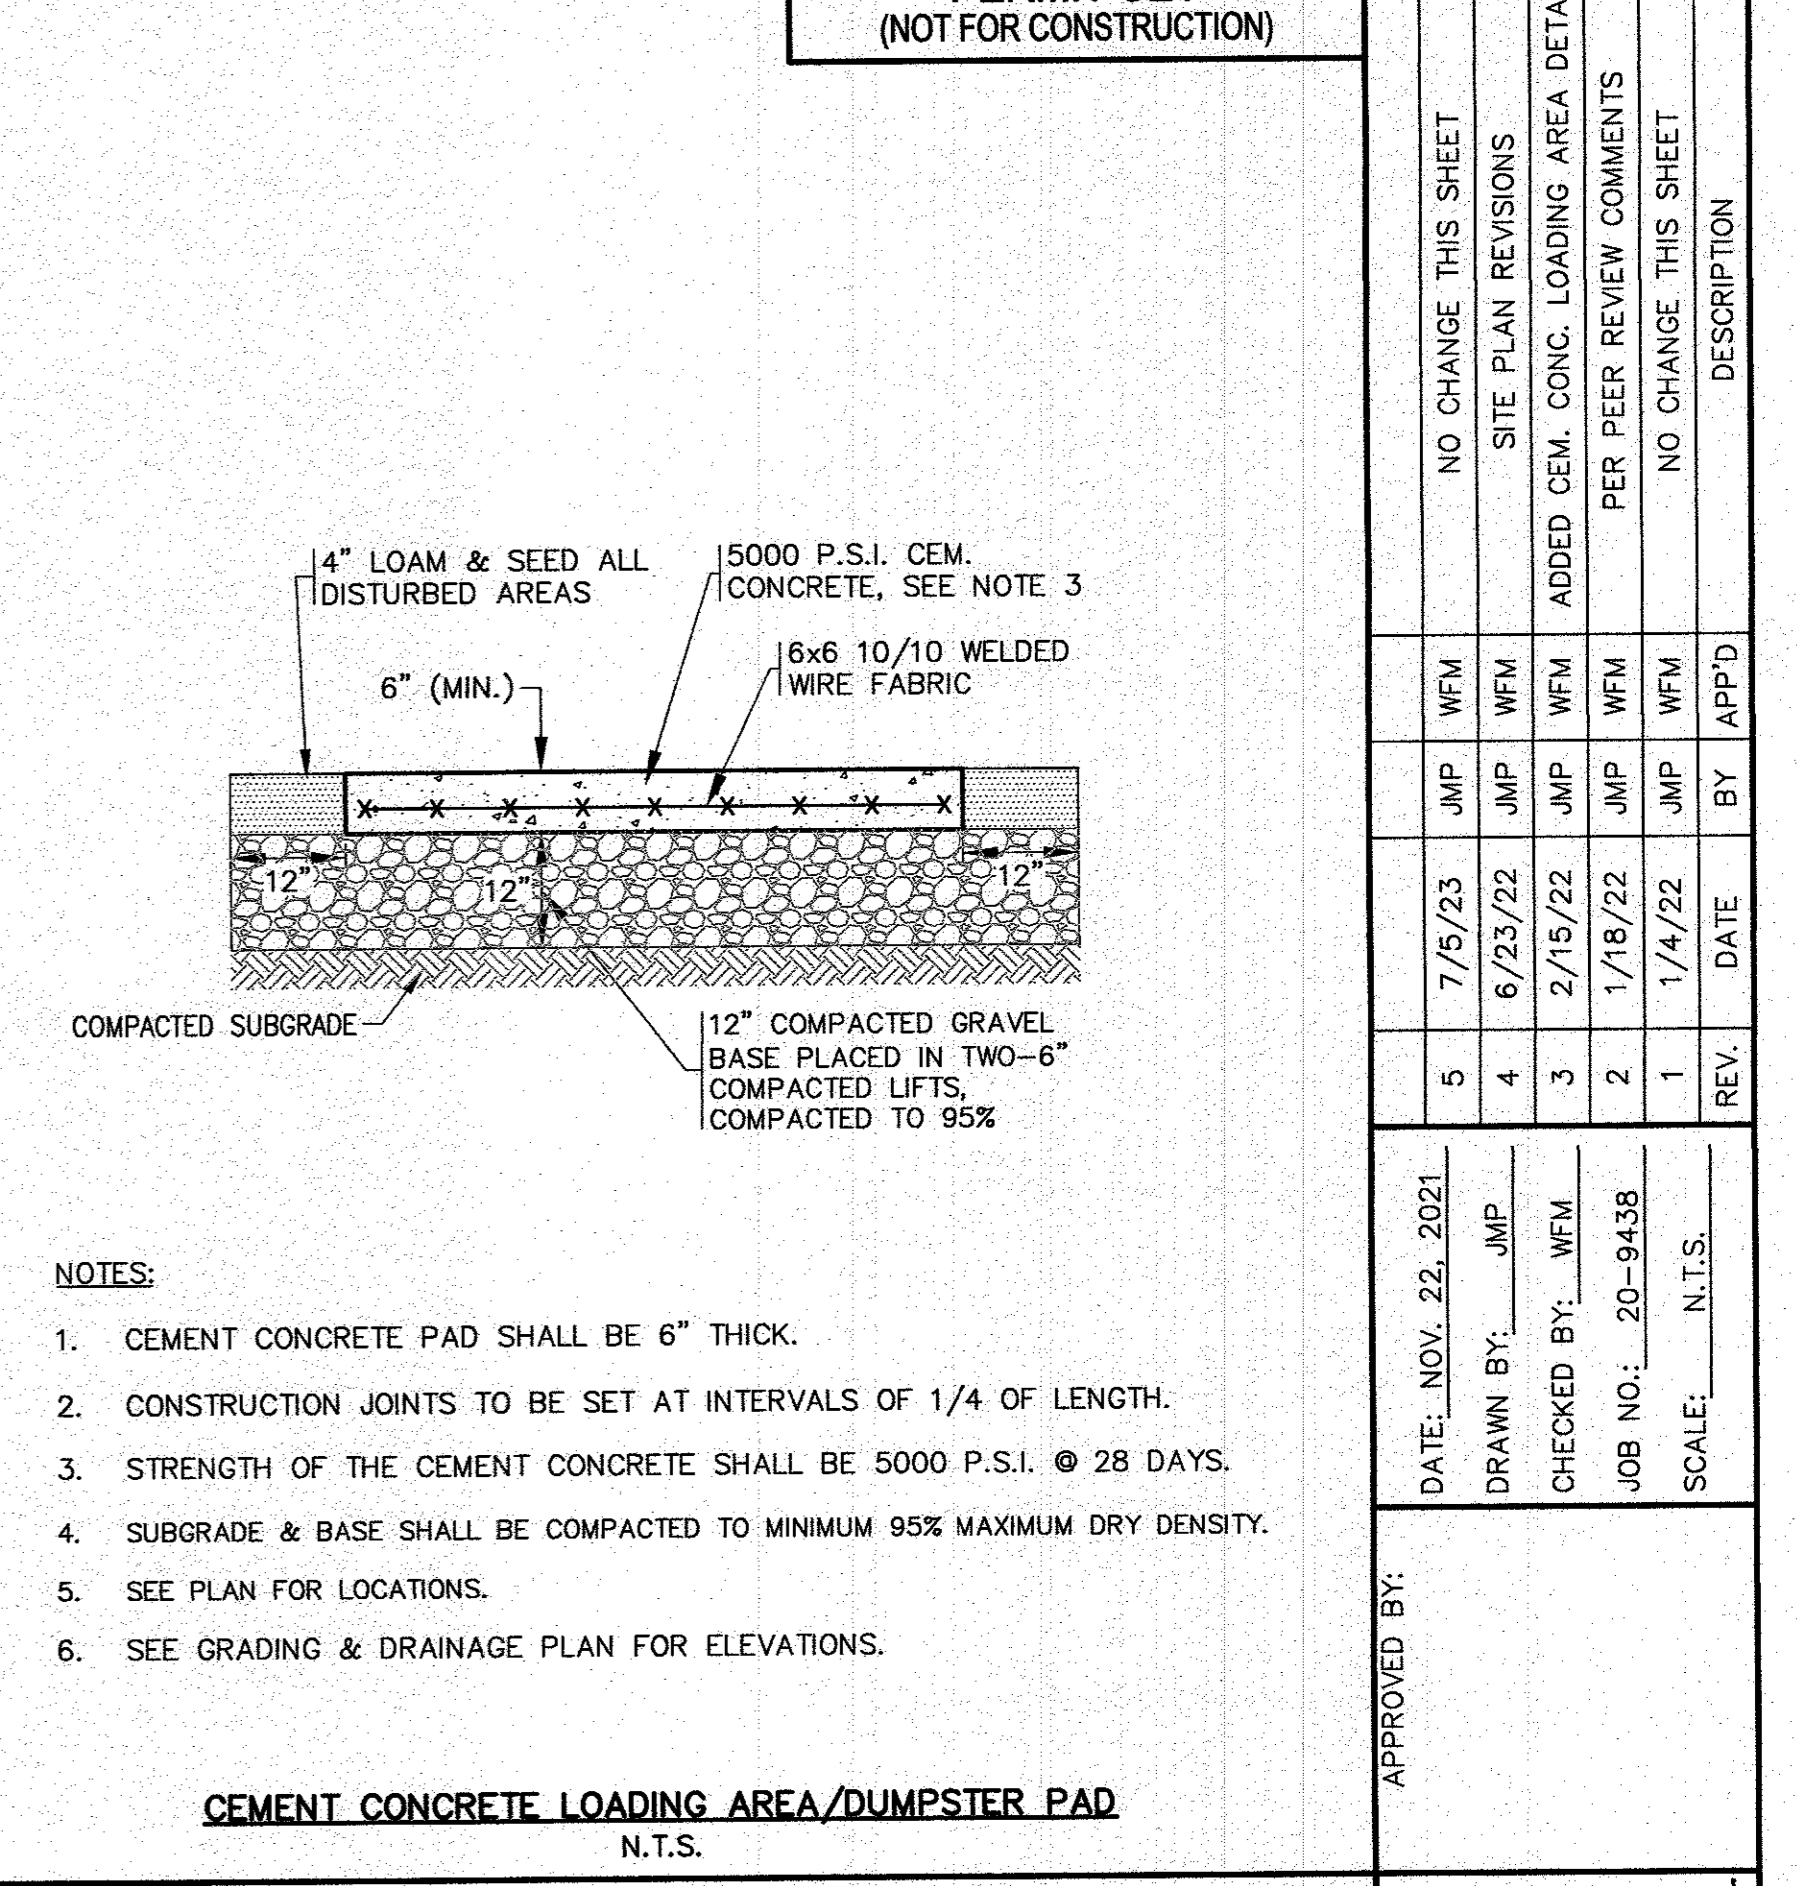 (NOT FOR CONSTRUCTION)
4" LOAM & SEED ALL
DISTURBED AREAS
5000 P.S.I. CEM.
CONCRETE, SEE NOTE 3
6" (MIN.)
6x6 10/10 WELDED
WIRE FABRIC
12"
12"
12"
COMPACTED SUBGRADE
12" COMPACTED GRAVEL
BASE PLACED IN TWO-6"
COMPACTED LIFTS,
COMPACTED TO 95%
NOTES:
1. CEMENT CONCRETE PAD SHALL BE 6" THICK.
2. CONSTRUCTION JOINTS TO BE SET AT INTERVALS OF 1/4 OF LENGTH.
3. STRENGTH OF THE CEMENT CONCRETE SHALL BE 5000 P.S.I. @ 28 DAYS.
4. SUBGRADE & BASE SHALL BE COMPACTED TO MINIMUM 95% MAXIMUM DRY DENSITY.
5. SEE PLAN FOR LOCATIONS.
6. SEE GRADING & DRAINAGE PLAN FOR ELEVATIONS.
CEMENT CONCRETE LOADING AREA/DUMPSTER PAD
N.T.S.
5 7/5/23 JMP WFM NO CHANGE THIS SHEET
4 6/23/22 JMP WFM SITE PLAN REVISIONS
3 2/15/22 JMP WFM ADDED CEM. CONC. LOADING AREA DETA
2 1/18/22 JMP WFM PER PEER REVIEW COMMENTS
1 1/4/22 JMP WFM NO CHANGE THIS SHEET
REV. DATE BY APP'D DESCRIPTION
DATE: NOV. 22, 2021
DRAWN BY: JMP
CHECKED BY: WFM
JOB NO.: 20-9438
SCALE: N.T.S.
APPROVED BY: